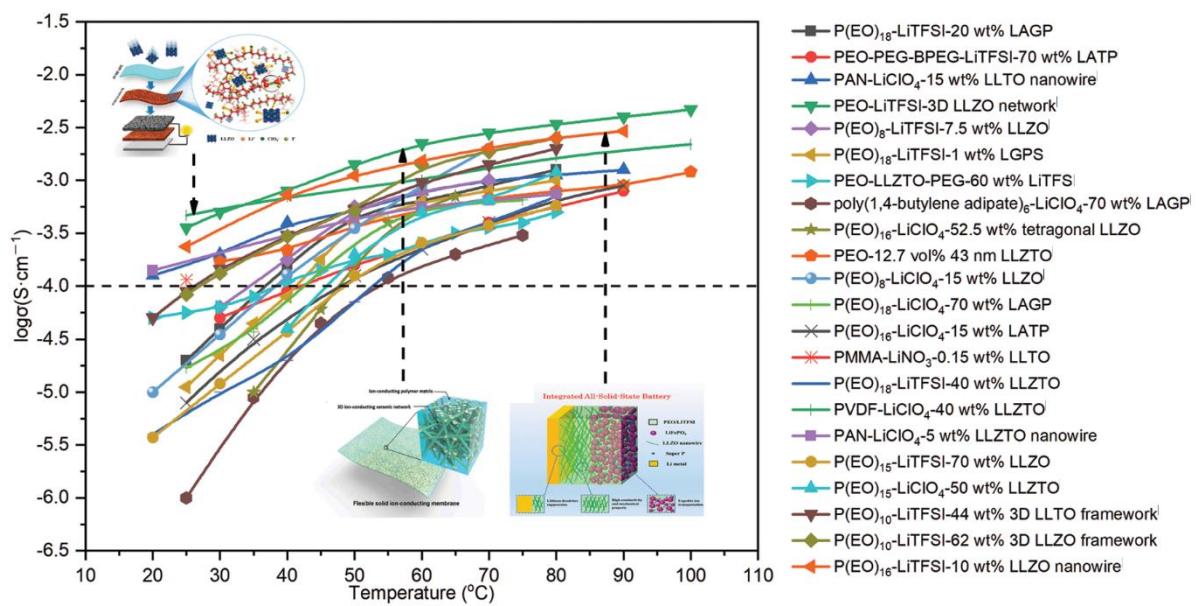 -1.5
-2.0
-2.5
-3.0
-3.5
-4.0
-4.5
-5.0
-5.5
-6.0
-6.5
logσ(S·cm⁻¹)
10 20 30 40 50 60 70 80 90 100 110
Temperature (ºC)
LLZO Li⁺ ClO₄⁻
Ion-conducting polymer matrix
3D ion-conducting ceramic network
Flexible solid ion-conducting membrane
Integrated All-Solid-State Battery
PEO/LiTFSI
LiFePO₄
LLZO nanowire
Super P
Li metal
Lithium dendrites suppression
High conductivity and mechanical property
P(EO)₁₈-LiTFSI-20 wt% LAGP
PEO-PEG-BPEG-LiTFSI-70 wt% LATP
PAN-LiClO₄-15 wt% LLTO nanowire
PEO-LiTFSI-3D LLZO network
P(EO)₈-LiTFSI-7.5 wt% LLZO
P(EO)₁₈-LiTFSI-1 wt% LGPS
PEO-LLZTO-PEG-60 wt% LiTFS
poly(1,4-butylene adipate)₆-LiClO₄-70 wt% LAGP
P(EO)₁₆-LiClO₄-52.5 wt% tetragonal LLZO
PEO-12.7 vol% 43 nm LLZTO
P(EO)₈-LiClO₄-15 wt% LLZO
P(EO)₁₈-LiClO₄-70 wt% LAGP
P(EO)₁₆-LiClO₄-15 wt% LATP
PMMA-LiNO₃-0.15 wt% LLTO
P(EO)₁₈-LiTFSI-40 wt% LLZTO
PVDF-LiClO₄-40 wt% LLZTO
PAN-LiClO₄-5 wt% LLZTO nanowire
P(EO)₁₅-LiTFSI-70 wt% LLZO
P(EO)₁₅-LiClO₄-50 wt% LLZTO
P(EO)₁₀-LiTFSI-44 wt% 3D LLTO framework
P(EO)₁₀-LiTFSI-62 wt% 3D LLZO framework
P(EO)₁₆-LiTFSI-10 wt% LLZO nanowire